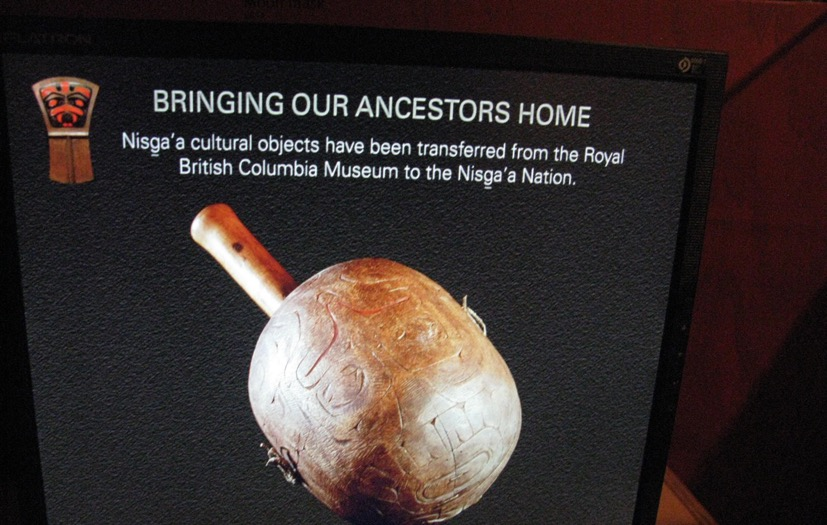 BRINGING OUR ANCESTORS HOME
Nisg̱a'a cultural objects have been transferred from the Royal
British Columbia Museum to the Nisg̱a'a Nation.